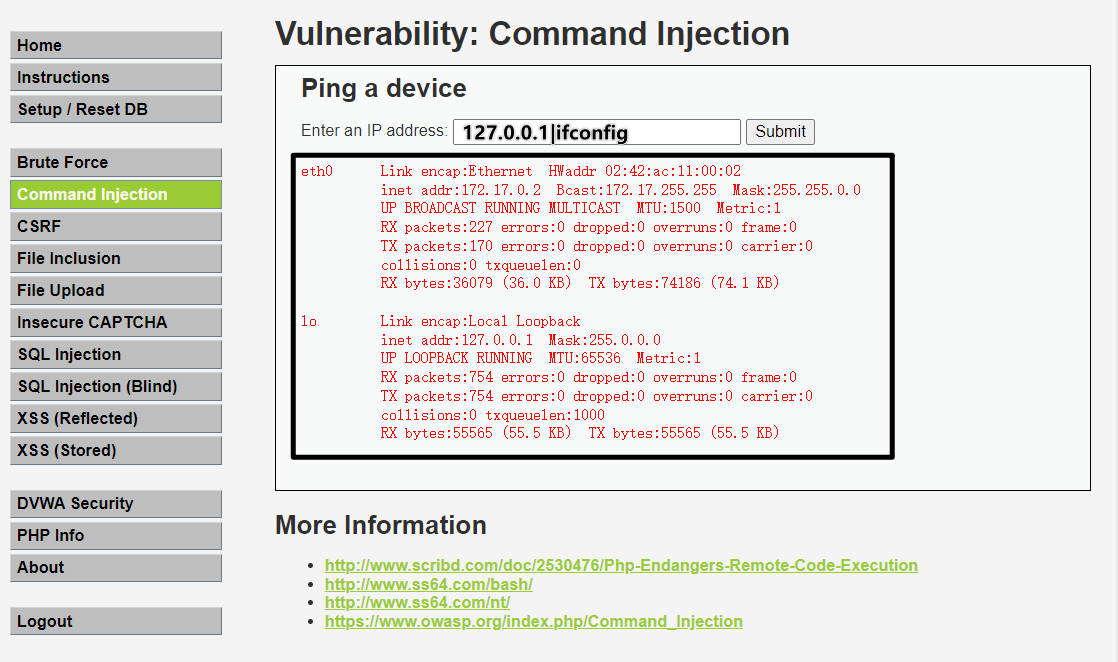 Home
Instructions
Setup / Reset DB
Brute Force
Command Injection
CSRF
File Inclusion
File Upload
Insecure CAPTCHA
SQL Injection
SQL Injection (Blind)
XSS (Reflected)
XSS (Stored)
DVWA Security
PHP Info
About
Logout
Vulnerability: Command Injection
Ping a device
Enter an IP address: 127.0.0.1|ifconfig Submit
eth0 Link encap:Ethernet HWaddr 02:42:ac:11:00:02
inet addr:172.17.0.2 Bcast:172.17.255.255 Mask:255.255.0.0
UP BROADCAST RUNNING MULTICAST MTU:1500 Metric:1
RX packets:227 errors:0 dropped:0 overruns:0 frame:0
TX packets:170 errors:0 dropped:0 overruns:0 carrier:0
collisions:0 txqueuelen:0
RX bytes:36079 (36.0 KB) TX bytes:74186 (74.1 KB)
lo Link encap:Local Loopback
inet addr:127.0.0.1 Mask:255.0.0.0
UP LOOPBACK RUNNING MTU:65536 Metric:1
RX packets:754 errors:0 dropped:0 overruns:0 frame:0
TX packets:754 errors:0 dropped:0 overruns:0 carrier:0
collisions:0 txqueuelen:1000
RX bytes:55565 (55.5 KB) TX bytes:55565 (55.5 KB)
More Information
http://www.scribd.com/doc/2530476/Php-Endangers-Remote-Code-Execution
http://www.ss64.com/bash/
http://www.ss64.com/nt/
https://www.owasp.org/index.php/Command_Injection